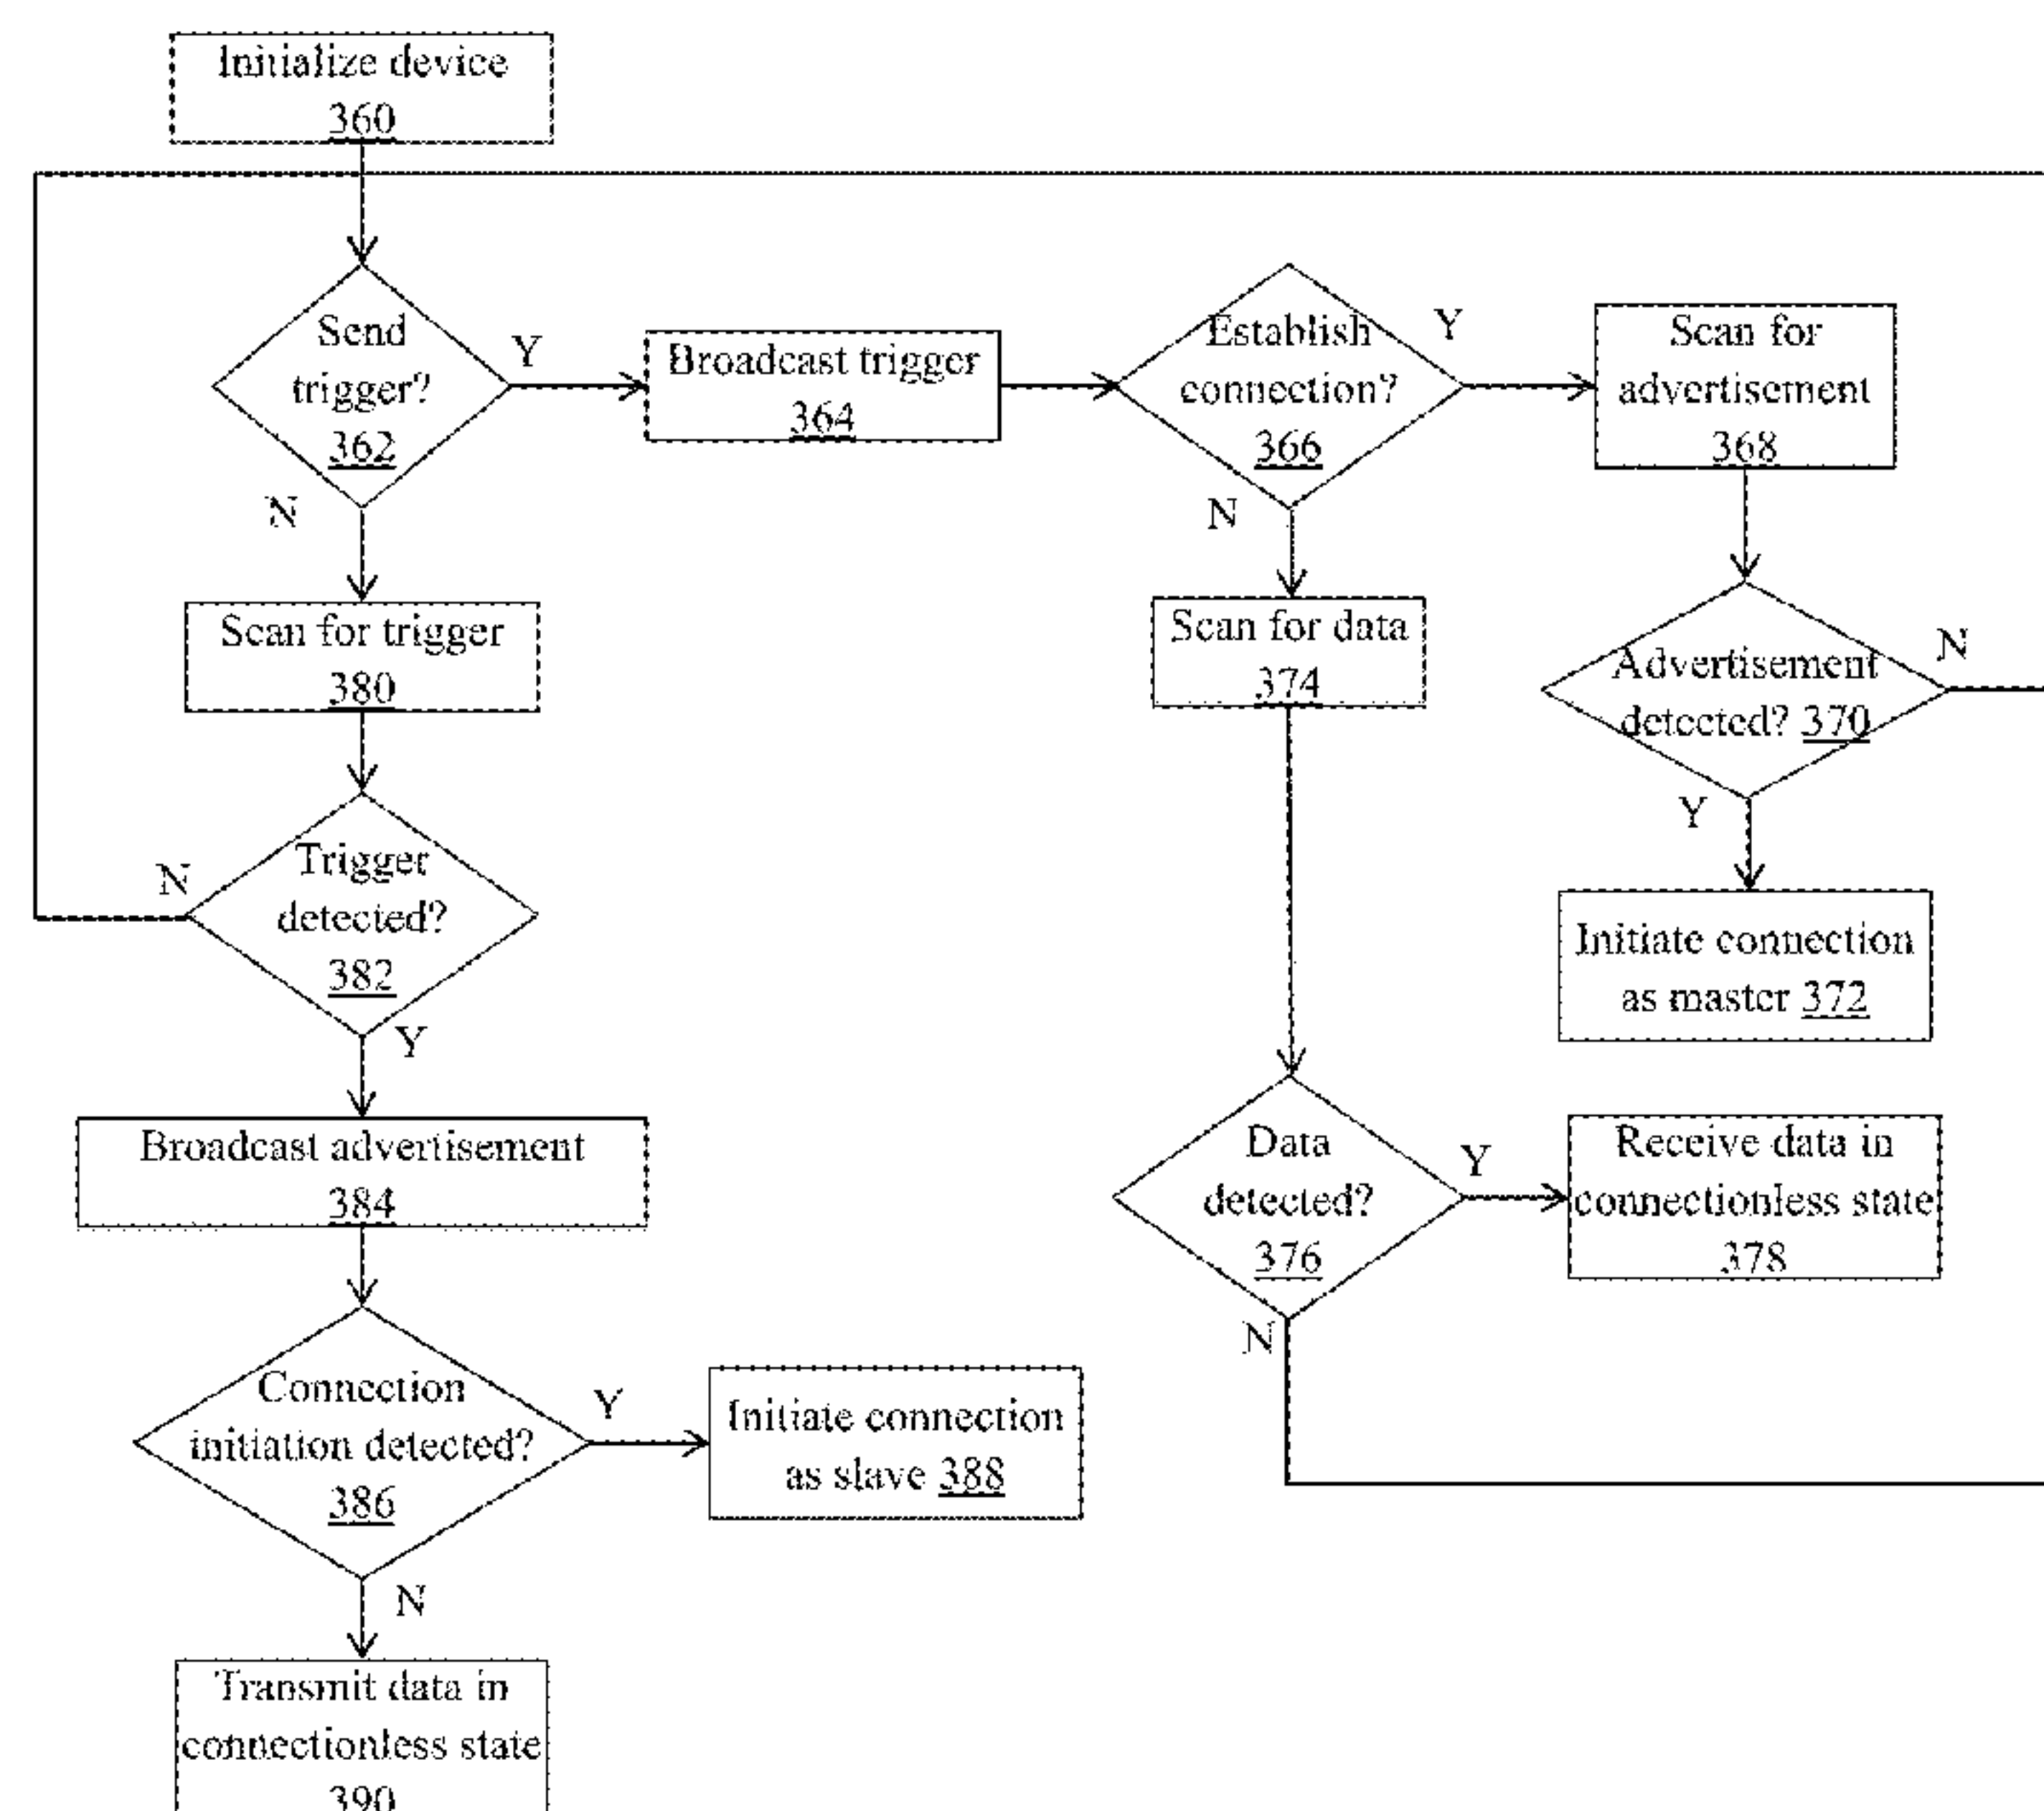 Initialize device
360
Send
trigger?
362
Y
N
Broadcast trigger
364
Establish
connection?
366
Y
N
Scan for
advertisement
368
Scan for trigger
380
Scan for data
374
Advertisement
detected? 370
N
Y
Trigger
detected?
382
N
Y
Initiate connection
as master 372
Broadcast advertisement
384
Data
detected?
376
Y
N
Receive data in
connectionless state
378
Connection
initiation detected?
386
Y
N
Initiate connection
as slave 388
Transmit data in
connectionless state
390